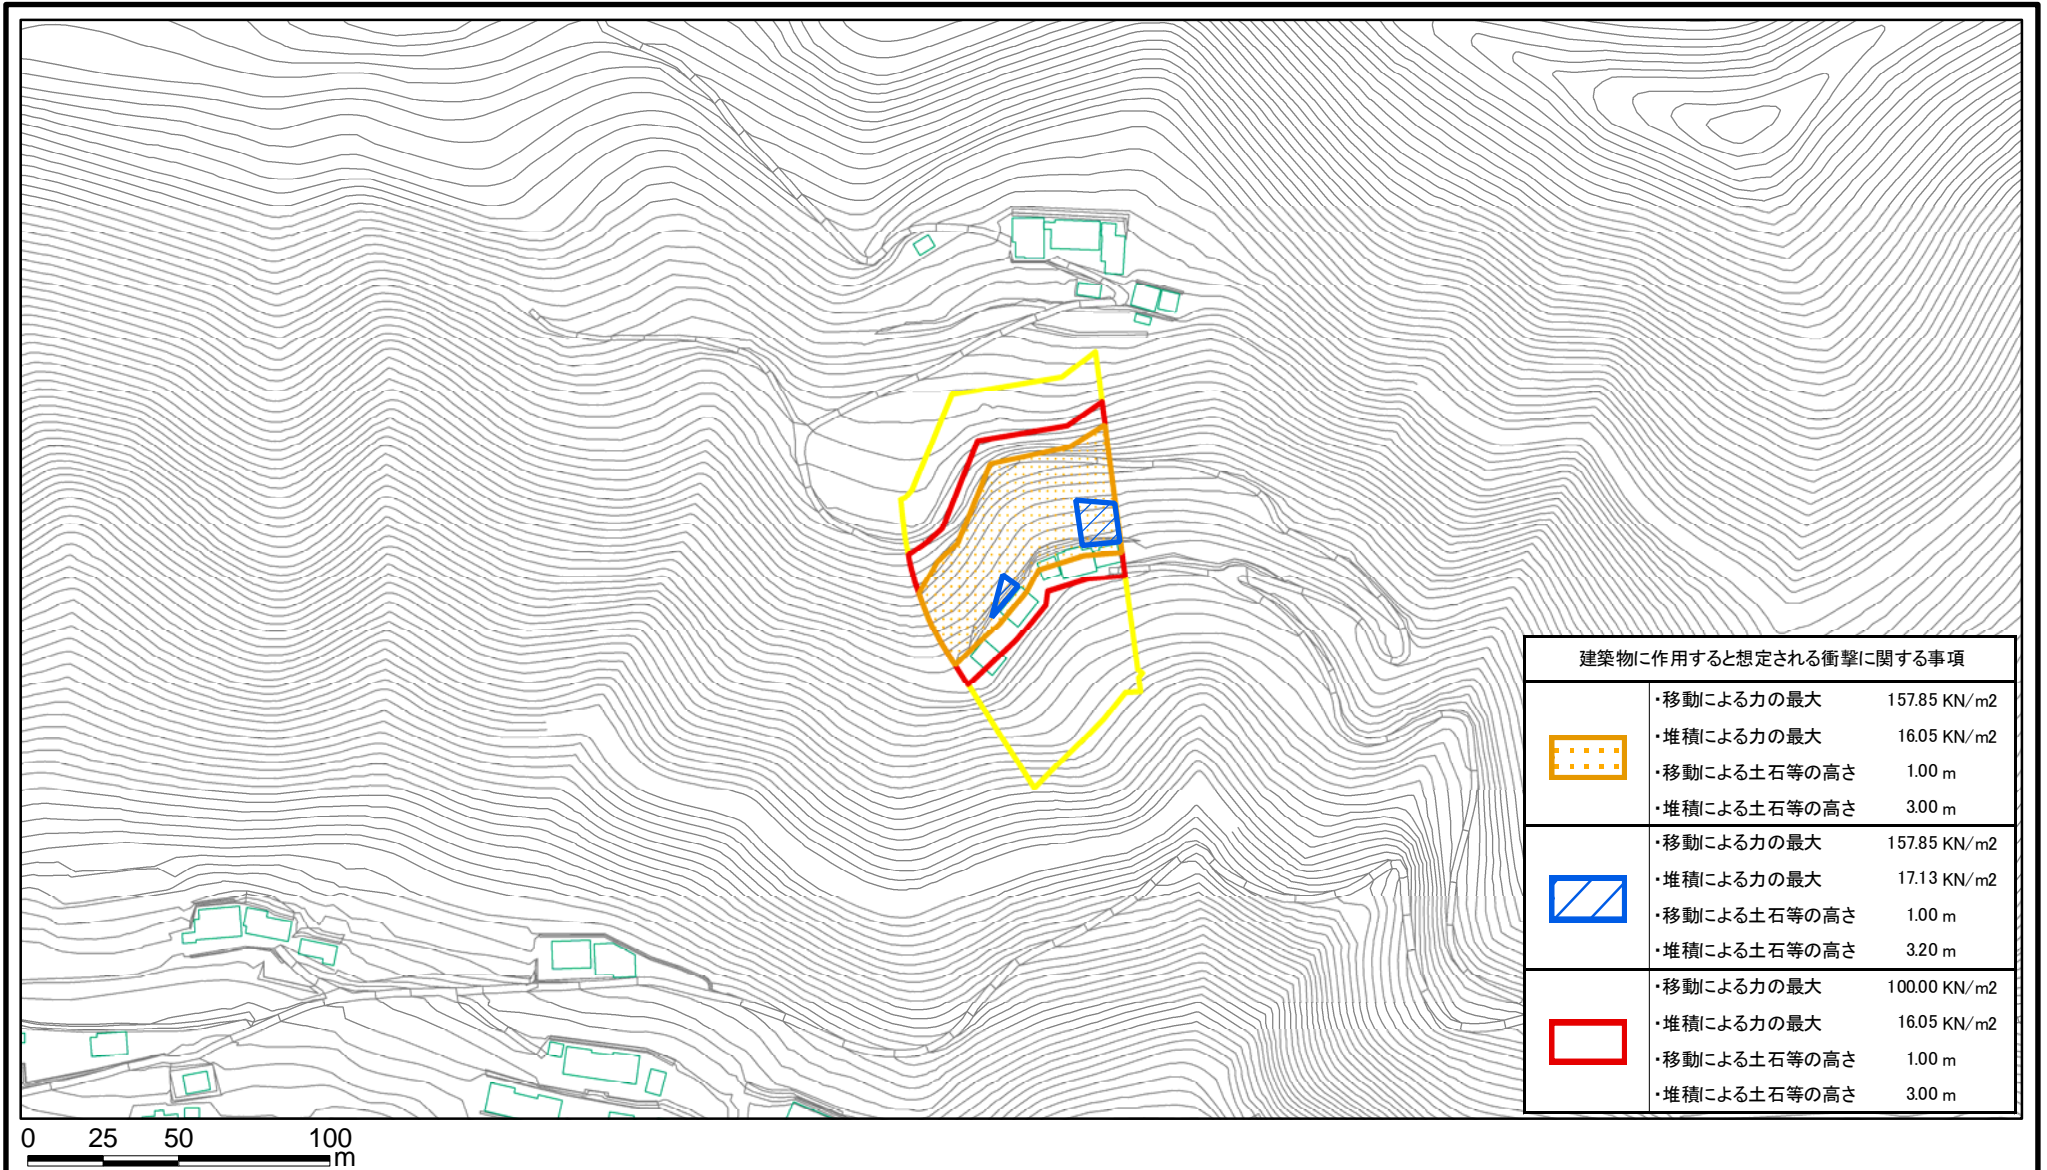 建築物に作用すると想定される衝撃に関する事項
・移動による力の最大 157.85 KN/m2
・堆積による力の最大 16.05 KN/m2
・移動による土石等の高さ 1.00 m
・堆積による土石等の高さ 3.00 m
・移動による力の最大 157.85 KN/m2
・堆積による力の最大 17.13 KN/m2
・移動による土石等の高さ 1.00 m
・堆積による土石等の高さ 3.20 m
・移動による力の最大 100.00 KN/m2
・堆積による力の最大 16.05 KN/m2
・移動による土石等の高さ 1.00 m
・堆積による土石等の高さ 3.00 m
0 25 50 100
m